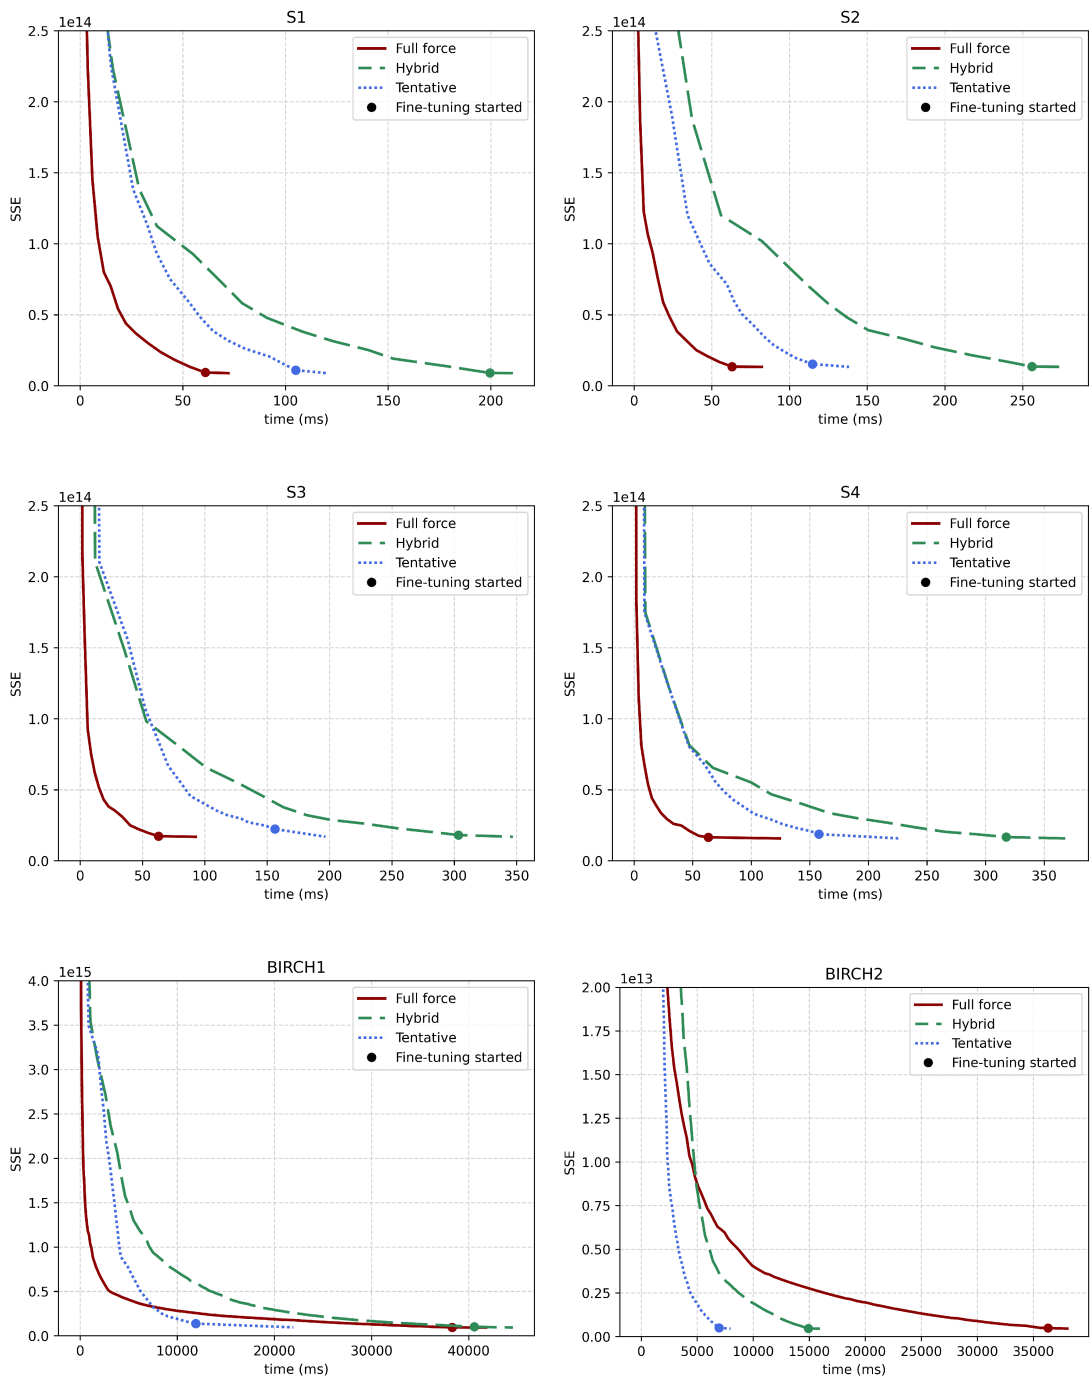 S1
1e14
SSE
2.5
2.0
1.5
1.0
0.5
0.0
Full force
Hybrid
Tentative
Fine-tuning started
0 50 100 150 200
time (ms)
S2
1e14
SSE
2.5
2.0
1.5
1.0
0.5
0.0
Full force
Hybrid
Tentative
Fine-tuning started
0 50 100 150 200 250
time (ms)
S3
1e14
SSE
2.5
2.0
1.5
1.0
0.5
0.0
Full force
Hybrid
Tentative
Fine-tuning started
0 50 100 150 200 250 300 350
time (ms)
S4
1e14
SSE
2.5
2.0
1.5
1.0
0.5
0.0
Full force
Hybrid
Tentative
Fine-tuning started
0 50 100 150 200 250 300 350
time (ms)
BIRCH1
1e15
SSE
4.0
3.5
3.0
2.5
2.0
1.5
1.0
0.5
0.0
Full force
Hybrid
Tentative
Fine-tuning started
0 10000 20000 30000 40000
time (ms)
BIRCH2
1e13
SSE
2.00
1.75
1.50
1.25
1.00
0.75
0.50
0.25
0.00
Full force
Hybrid
Tentative
Fine-tuning started
0 5000 10000 15000 20000 25000 30000 35000
time (ms)